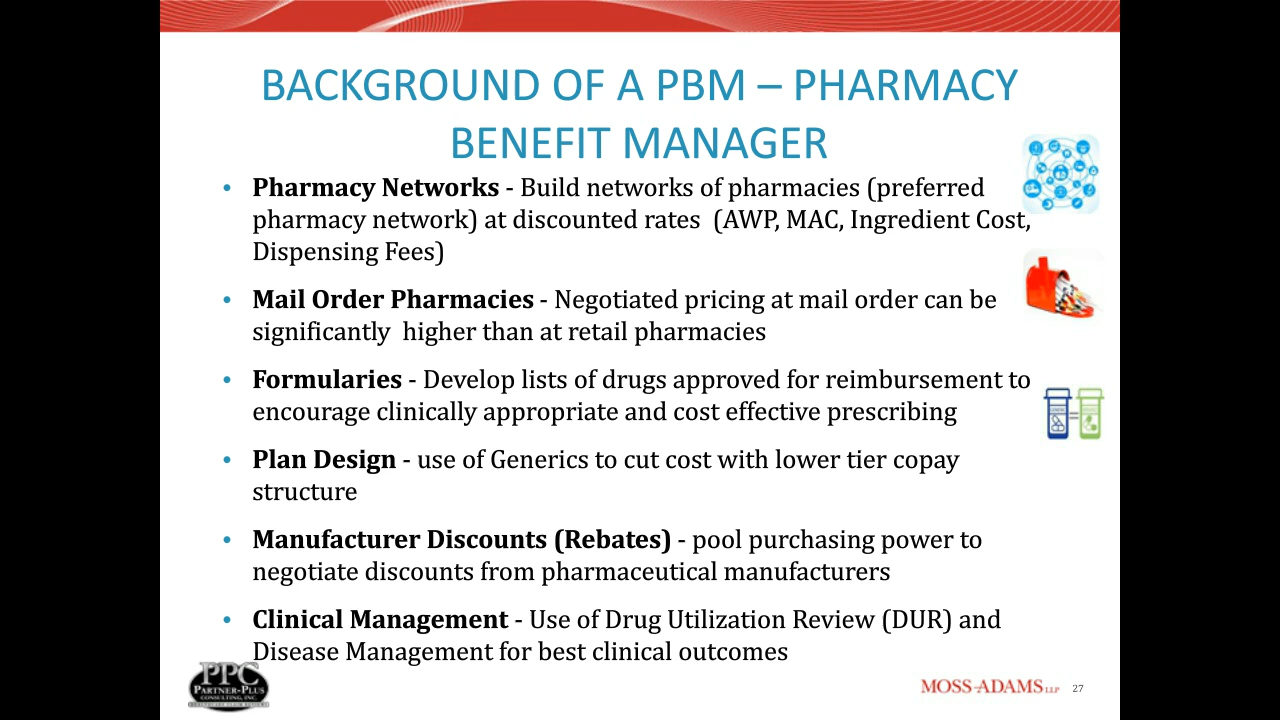 BACKGROUND OF A PBM – PHARMACY
BENEFIT MANAGER
• Pharmacy Networks - Build networks of pharmacies (preferred
pharmacy network) at discounted rates  (AWP, MAC, Ingredient Cost,
Dispensing Fees)
• Mail Order Pharmacies - Negotiated pricing at mail order can be
significantly  higher than at retail pharmacies
• Formularies - Develop lists of drugs approved for reimbursement to
encourage clinically appropriate and cost effective prescribing
• Plan Design - use of Generics to cut cost with lower tier copay
structure
• Manufacturer Discounts (Rebates) - pool purchasing power to
negotiate discounts from pharmaceutical manufacturers
• Clinical Management - Use of Drug Utilization Review (DUR) and
Disease Management for best clinical outcomes
PPC
PARTNER-PLUS
CONSULTING, INC.
MOSS-ADAMS LLP
27